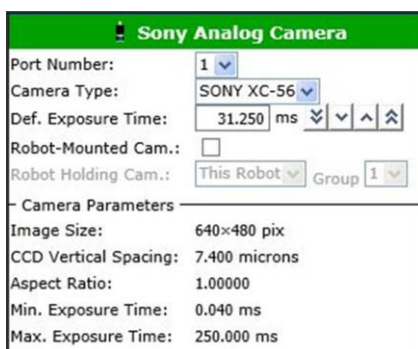 Sony Analog Camera
Port Number: 1
Camera Type: SONY XC-56
Def. Exposure Time: 31.250 ms
Robot-Mounted Cam.:
Robot Holding Cam.: This Robot Group 1
Camera Parameters
Image Size: 640×480 pix
CCD Vertical Spacing: 7.400 microns
Aspect Ratio: 1.00000
Min. Exposure Time: 0.040 ms
Max. Exposure Time: 250.000 ms